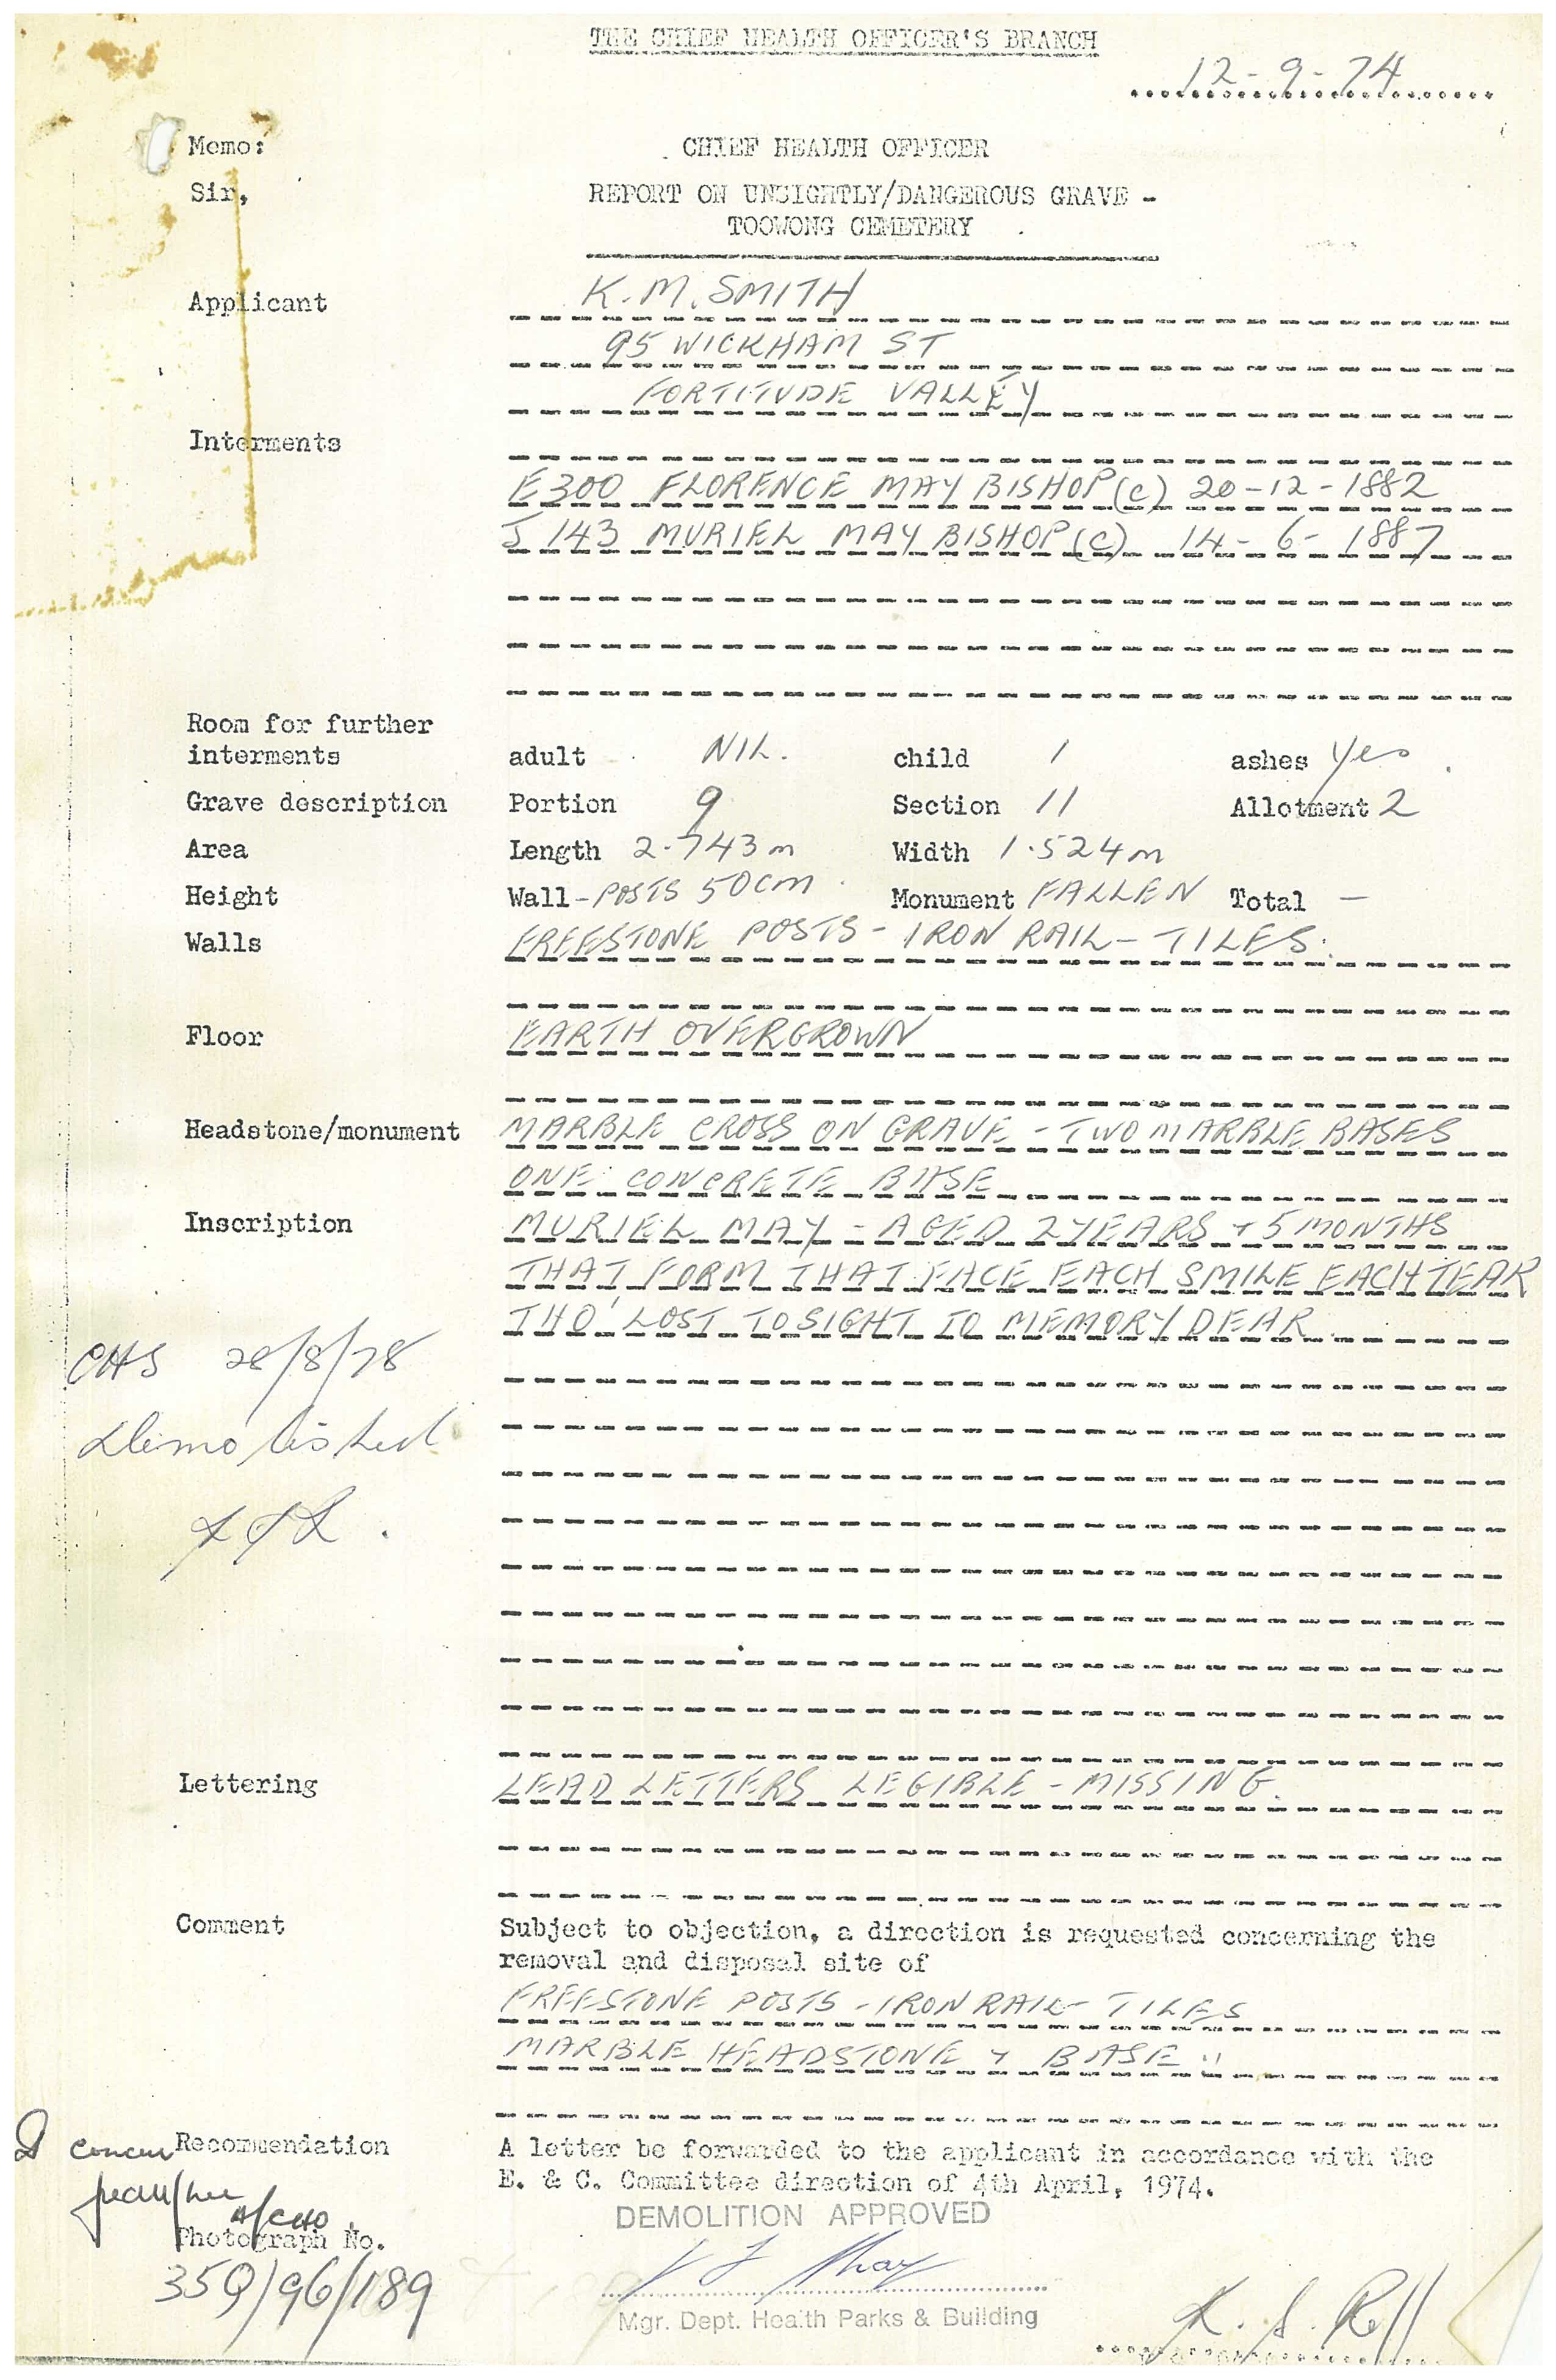 THE CHIEF HEALTH OFFICER'S BRANCH
12-9-74
Memo:
CHIEF HEALTH OFFICER
Sir,
REPORT ON UNSIGHTLY/DANGEROUS GRAVE -
TOOWONG CEMETERY
Applicant K.M. SMITH
95 WICKHAM ST
FORTITUDE VALLEY
Interments
E300 FLORENCE MAY BISHOP (C) 20-12-1882
J 143 MURIEL MAY BISHOP (C) 14-6-1887
Room for further
interments adult NIL. child 1 ashes yes
Grave description Portion 9 Section 11 Allotment 2
Area Length 2.743m Width 1.524m
Height Wall - POSTS 50cm Monument FALLEN Total -
Walls FREESTONE POSTS - IRON RAIL - TILES.
Floor EARTH OVERGROWN
Headstone/monument MARBLE CROSS ON GRAVE - TWO MARBLE BASES
ONE CONCRETE BASE
Inscription MURIEL MAY - AGED 2 YEARS + 5 MONTHS
THAT FORM THAT FACE EACH SMILE EACH TEAR
THO' LOST TO SIGHT TO MEMORY DEAR
CHS 28/8/78
Demolished
Lettering LEAD LETTERS LEGIBLE - MISSING.
Comment Subject to objection, a direction is requested concerning the
removal and disposal site of
FREESTONE POSTS - IRON RAIL - TILES
MARBLE HEADSTONE + BASE "
I concur
Recommendation A letter be forwarded to the applicant in accordance with the
E. & C. Committee direction of 4th April, 1974.
A/CHO
DEMOLITION APPROVED
Photograph No.
35Q/96/189
Mgr. Dept. Health Parks & Building